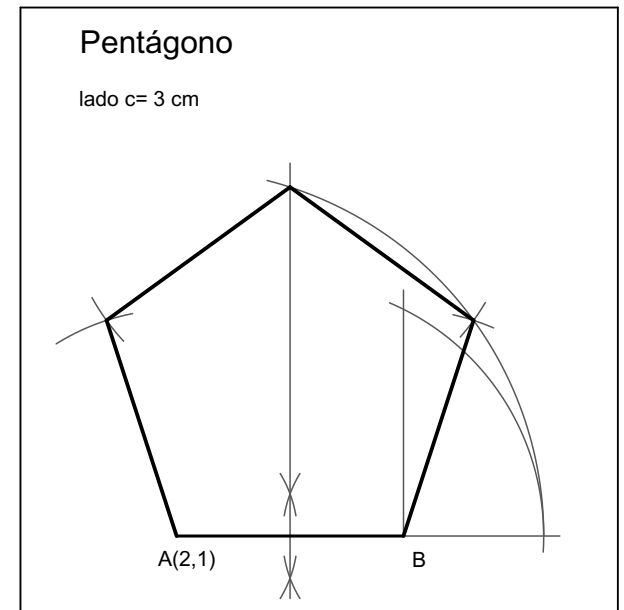 Pentágono
lado c= 3 cm
A(2,1)
B